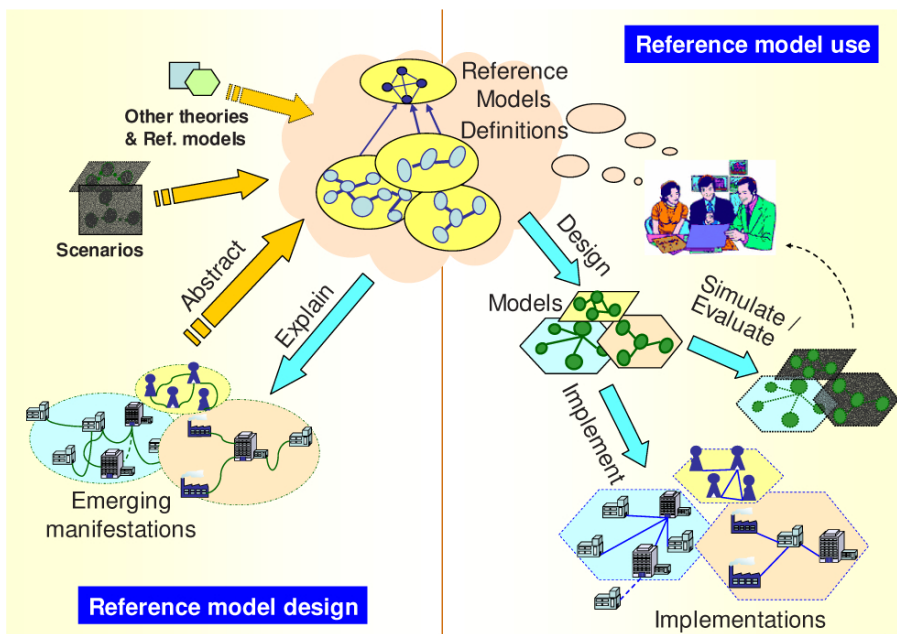 Reference model use
Reference
Models
Definitions
Other theories
& Ref. models
Scenarios
Abstract
Explain
Design
Models
Simulate /
Evaluate
Implement
Emerging
manifestations
Reference model design
Implementations